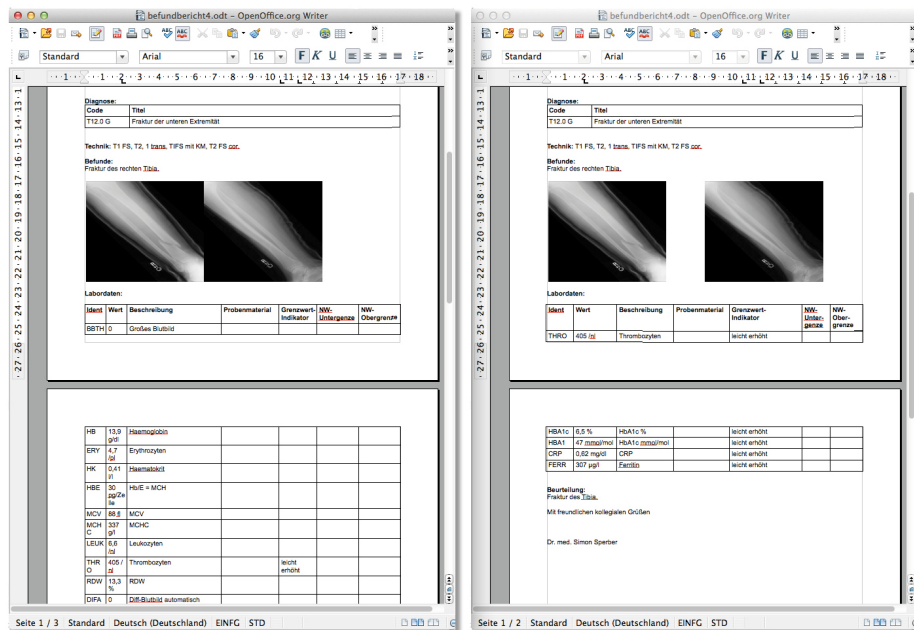 befundbericht4.odt - OpenOffice.org Writer
Standard Arial 16 F K U
Diagnose:
Code Titel
T12.0 G Fraktur der unteren Extremität
Technik: T1 FS, T2, 1 trans. TIFS mit KM, T2 FS cor.
Befunde:
Fraktur des rechten Tibia.
Labordaten:
Ident Wert Beschreibung Probenmaterial Grenzwert- NW- NW-
Indikator Untergenze Obergrenze
BBTH 0 Großes Blutbild
HB 13,9 Haemoglobin
g/dl
ERY 4,7 Erythrozyten
/pl
HK 0,41 Haematokrit
l/l
HBE 30 Hb/E = MCH
pg/Ze
lle
MCV 88 fl MCV
MCH 337 MCHC
C g/l
LEUK 6,6 Leukozyten
/nl
THR 405 / Thrombozyten leicht
O nl erhöht
RDW 13,3 RDW
%
DIFA 0 Diff-Blutbild automatisch
Seite 1 / 3 Standard Deutsch (Deutschland) EINFG STD
befundbericht4.odt - OpenOffice.org Writer
Standard Arial 16 F K U
Diagnose:
Code Titel
T12.0 G Fraktur der unteren Extremität
Technik: T1 FS, T2, 1 trans. TIFS mit KM, T2 FS cor.
Befunde:
Fraktur des rechten Tibia.
Labordaten:
Ident Wert Beschreibung Probenmaterial Grenzwert- NW- NW-
Indikator Unter- Ober-
genze grenze
THRO 405 /nl Thrombozyten leicht erhöht
HBA1c 6,5 % HbA1c % leicht erhöht
HBA1 47 mmol/mol HbA1c mmol/mol leicht erhöht
CRP 0,62 mg/dl CRP leicht erhöht
FERR 307 µg/l Ferritin leicht erhöht
Beurteilung:
Fraktur des Tibia.
Mit freundlichen kollegialen Grüßen
Dr. med. Simon Sperber
Seite 1 / 2 Standard Deutsch (Deutschland) EINFG STD